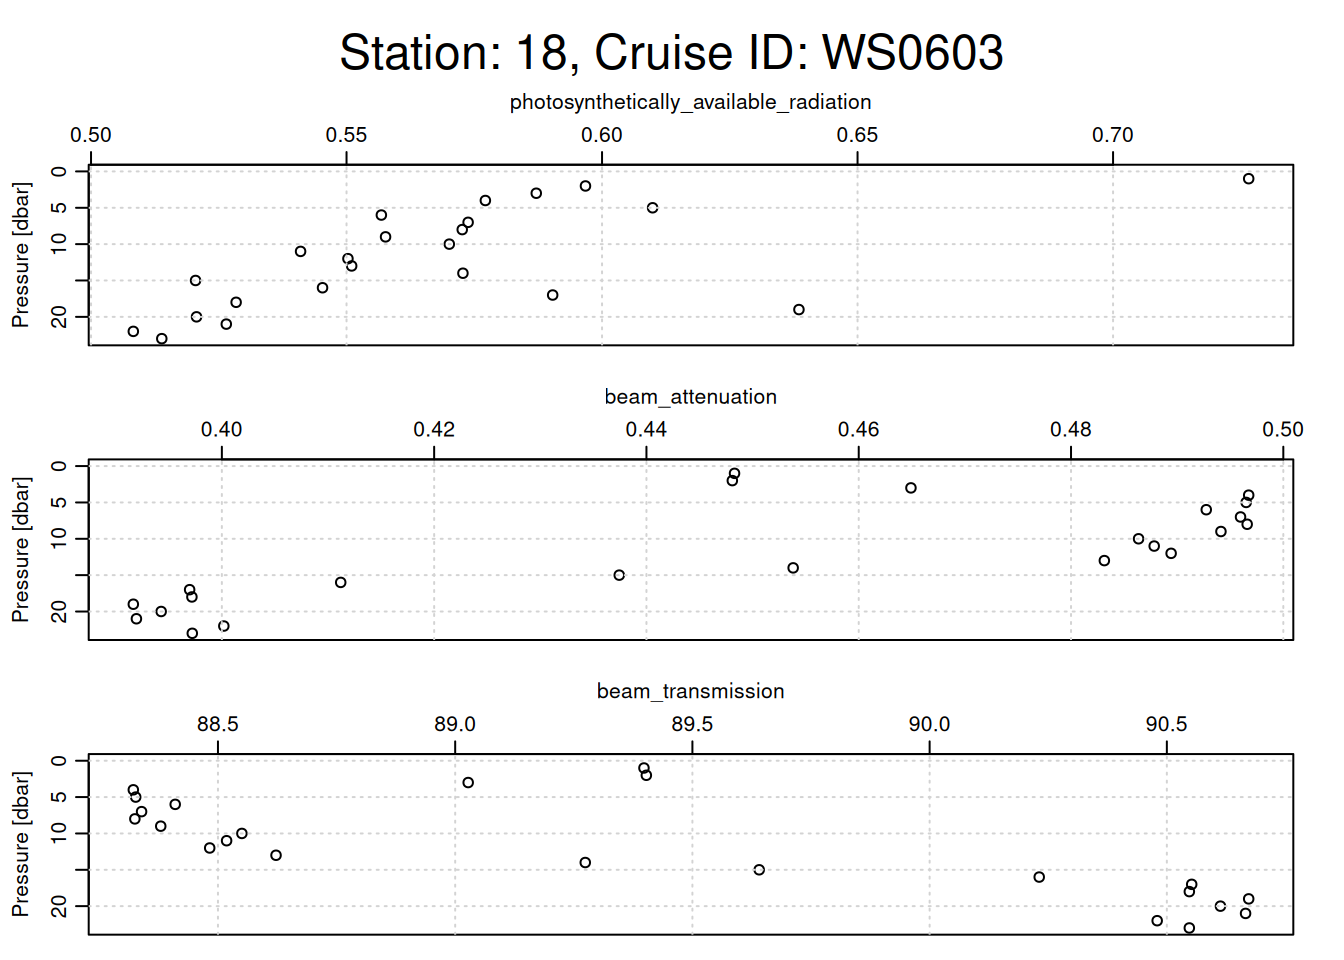 Station: 18, Cruise ID: WS0603
photosynthetically_available_radiation
0.50 0.55 0.60 0.65 0.70
Pressure [dbar]
0
5
10
20
beam_attenuation
0.40 0.42 0.44 0.46 0.48 0.50
Pressure [dbar]
0
5
10
20
beam_transmission
88.5 89.0 89.5 90.0 90.5
Pressure [dbar]
0
5
10
20